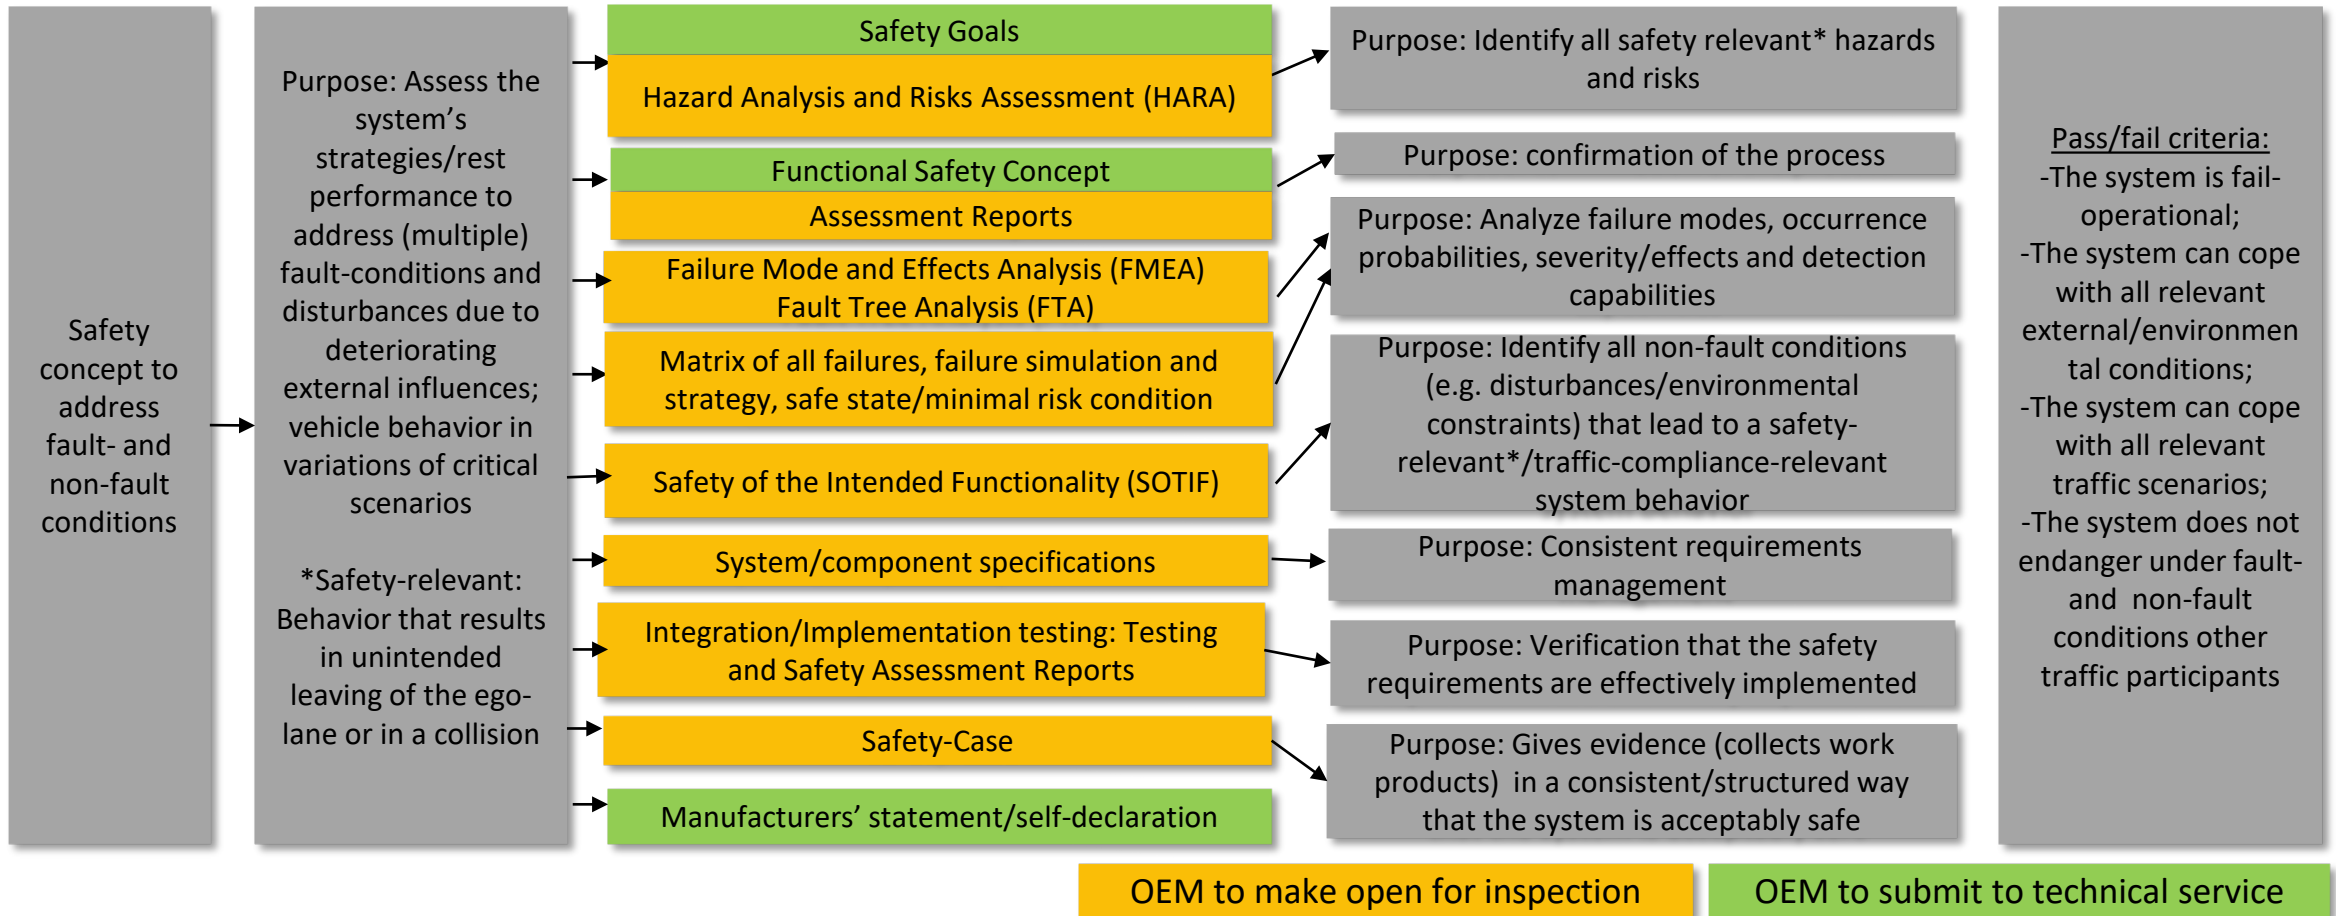 Safety
concept to
address
fault- and
non-fault
conditions
Purpose: Assess the
system’s
strategies/rest
performance to
address (multiple)
fault-conditions and
disturbances due to
deteriorating
external influences;
vehicle behavior in
variations of critical
scenarios
*Safety-relevant:
Behavior that results
in unintended
leaving of the ego-
lane or in a collision
Safety Goals
Hazard Analysis and Risks Assessment (HARA)
Functional Safety Concept
Assessment Reports
Failure Mode and Effects Analysis (FMEA)
Fault Tree Analysis (FTA)
Matrix of all failures, failure simulation and
strategy, safe state/minimal risk condition
Safety of the Intended Functionality (SOTIF)
System/component specifications
Integration/Implementation testing: Testing
and Safety Assessment Reports
Safety-Case
Manufacturers’ statement/self-declaration
Purpose: Identify all safety relevant* hazards
and risks
Purpose: confirmation of the process
Purpose: Analyze failure modes, occurrence
probabilities, severity/effects and detection
capabilities
Purpose: Identify all non-fault conditions
(e.g. disturbances/environmental
constraints) that lead to a safety-
relevant*/traffic-compliance-relevant
system behavior
Purpose: Consistent requirements
management
Purpose: Verification that the safety
requirements are effectively implemented
Purpose: Gives evidence (collects work
products) in a consistent/structured way
that the system is acceptably safe
Pass/fail criteria:
-The system is fail-
operational;
-The system can cope
with all relevant
external/environmen
tal conditions;
-The system can cope
with all relevant
traffic scenarios;
-The system does not
endanger under fault-
and non-fault
conditions other
traffic participants
OEM to make open for inspection
OEM to submit to technical service